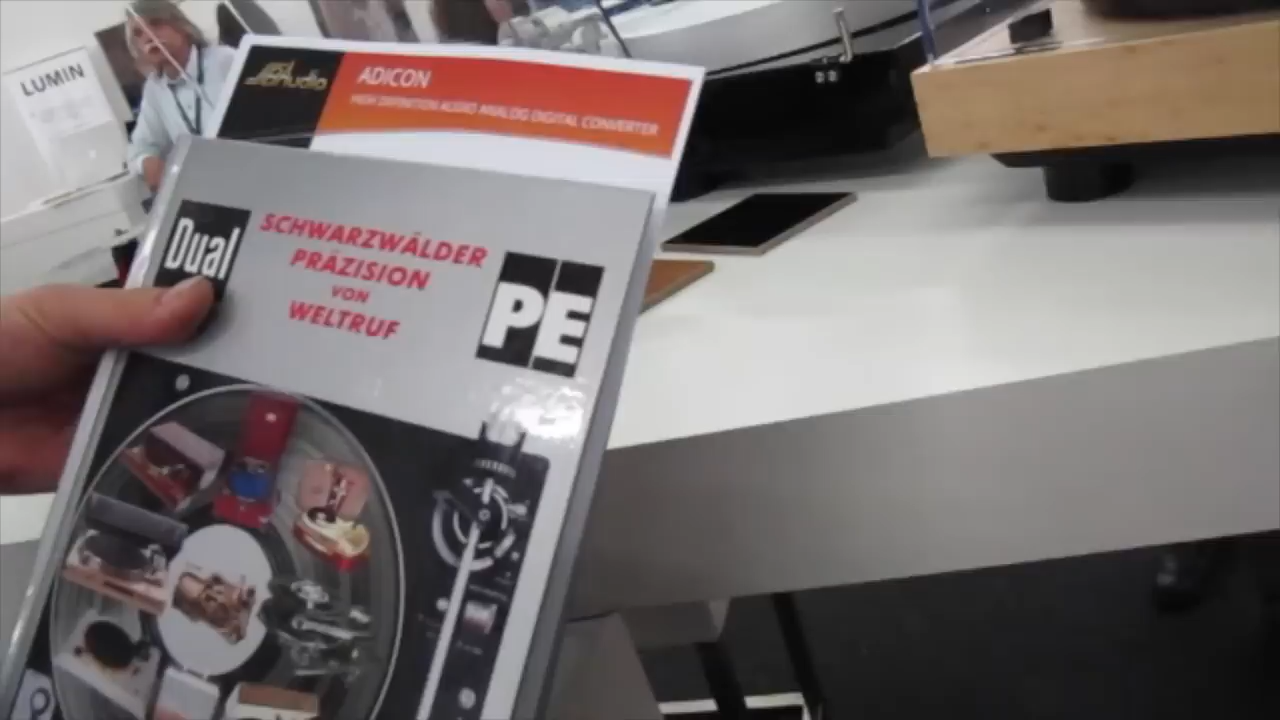 LUMIN
ADICON
HIGH DEFINITION AUDIO ANALOG DIGITAL CONVERTER
Dual
SCHWARZWÄLDER
PRÄZISION
VON
WELTRUF
PE